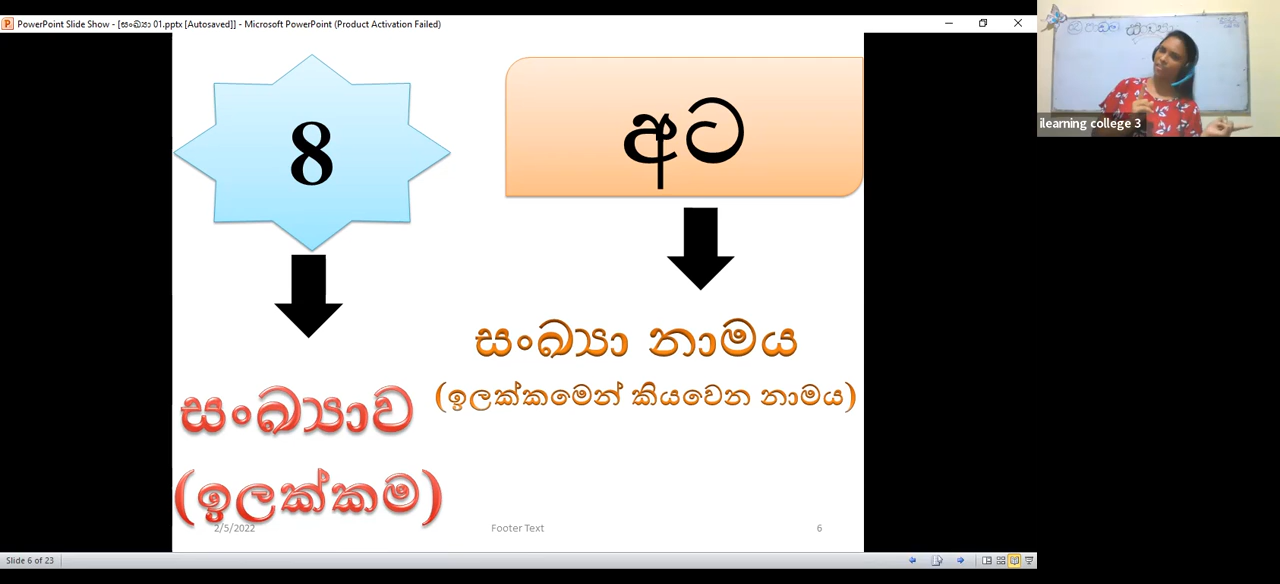 PowerPoint Slide Show - [සංඛ්‍යා 01.pptx [Autosaved]] - Microsoft PowerPoint (Product Activation Failed)
ilearning college 3
8
අට
සංඛ්‍යා නාමය
(ඉලක්කමෙන් කියවෙන නාමය)
සංඛ්‍යාව
(ඉලක්කම)
2/5/2022
Footer Text
6
Slide 6 of 23